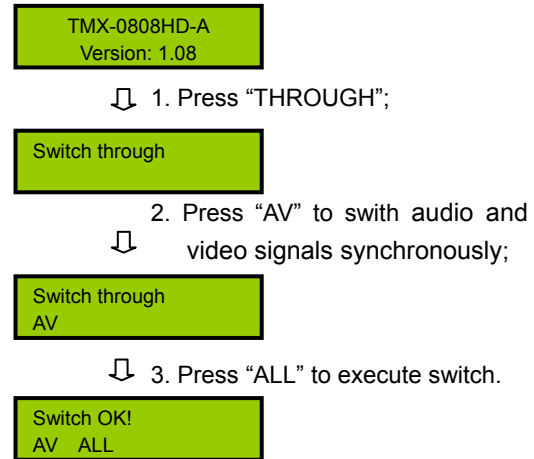 TMX-0808HD-A
Version: 1.08
1. Press “THROUGH”;
Switch through
2. Press “AV” to swith audio and
video signals synchronously;
Switch through
AV
3. Press “ALL” to execute switch.
Switch OK!
AV ALL